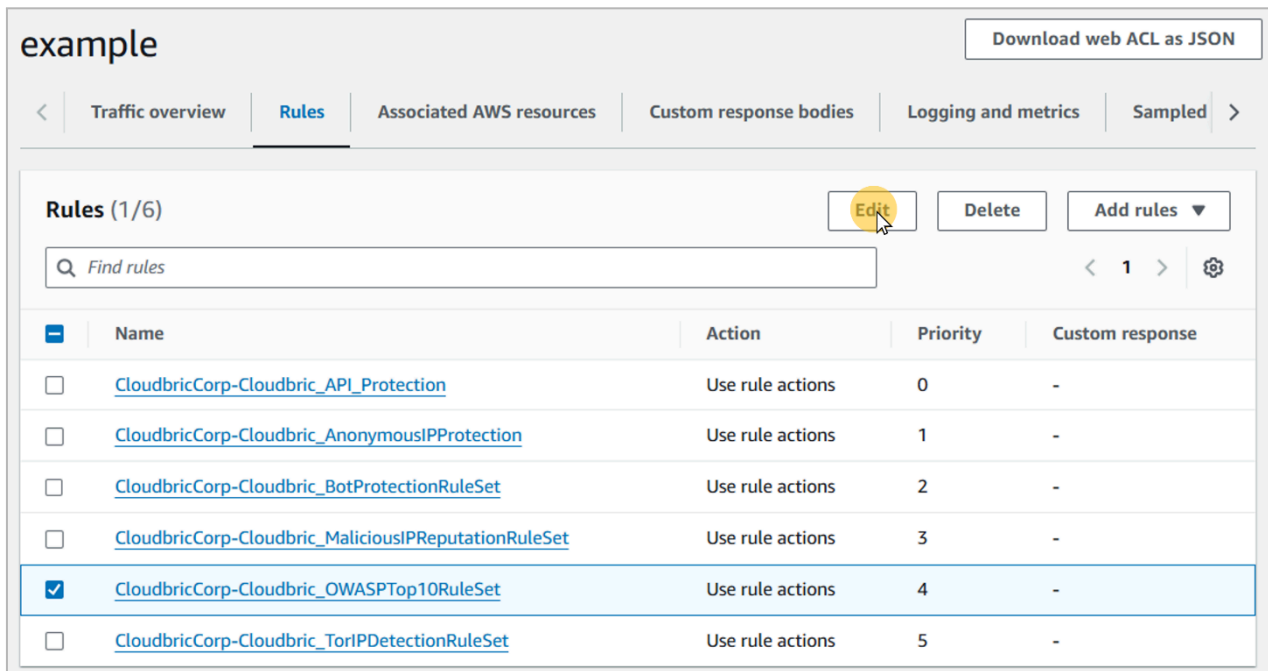 example
Download web ACL as JSON
Traffic overview Rules Associated AWS resources Custom response bodies Logging and metrics Sampled
Rules (1/6)
Edit Delete Add rules
Find rules
1
Name Action Priority Custom response
CloudbricCorp-Cloudbric_API_Protection Use rule actions 0 -
CloudbricCorp-Cloudbric_AnonymousIPProtection Use rule actions 1 -
CloudbricCorp-Cloudbric_BotProtectionRuleSet Use rule actions 2 -
CloudbricCorp-Cloudbric_MaliciousIPReputationRuleSet Use rule actions 3 -
CloudbricCorp-Cloudbric_OWASPTop10RuleSet Use rule actions 4 -
CloudbricCorp-Cloudbric_TorIPDetectionRuleSet Use rule actions 5 -